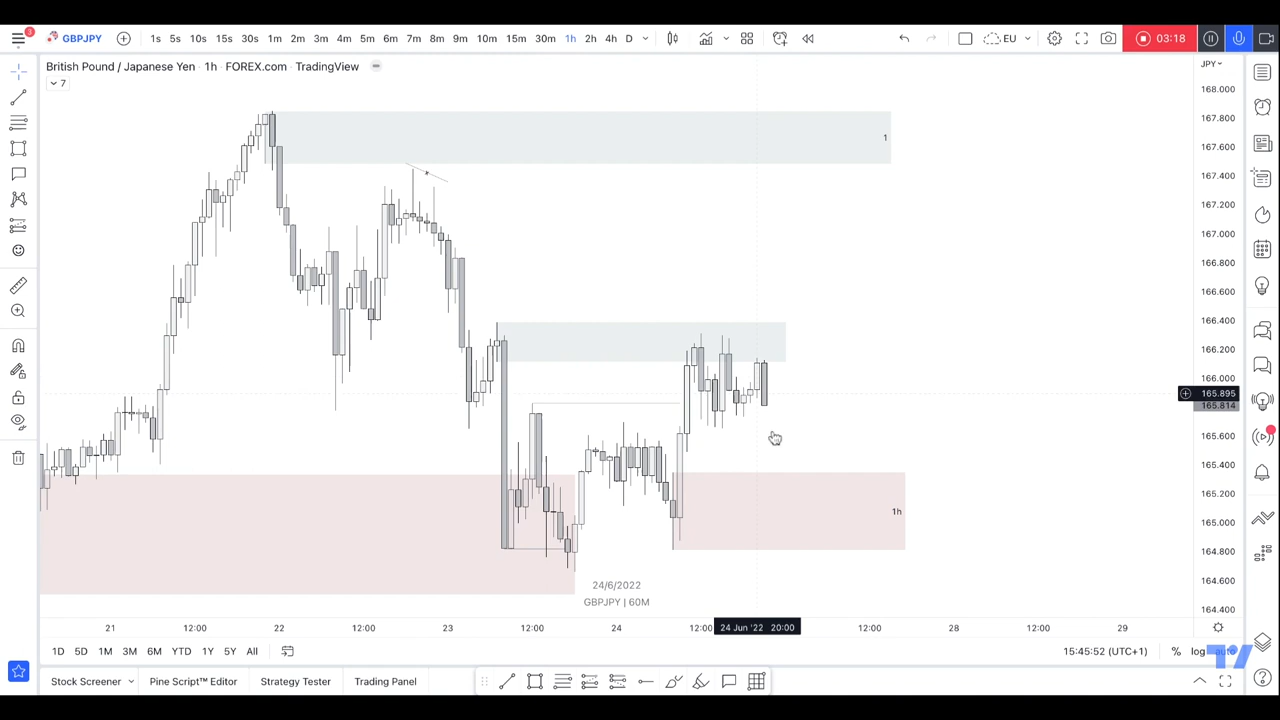 3
GBPJPY
1s 5s 10s 15s 30s 1m 2m 3m 4m 5m 6m 7m 8m 9m 10m 15m 30m 1h 2h 4h D
EU
03:18
British Pound / Japanese Yen · 1h · FOREX.com · TradingView
7
JPY
168.000
167.800
167.600
167.400
167.200
167.000
166.800
166.600
166.400
166.200
166.000
165.895
165.814
165.600
165.400
165.200
165.000
164.800
164.600
164.400
1
1h
24/6/2022
GBPJPY | 60M
21 12:00 22 12:00 23 12:00 24 12:00 24 Jun '22 20:00 12:00 28 12:00 29
1D 5D 1M 3M 6M YTD 1Y 5Y All
15:45:52 (UTC+1) % log auto
Stock Screener Pine Script™ Editor Strategy Tester Trading Panel